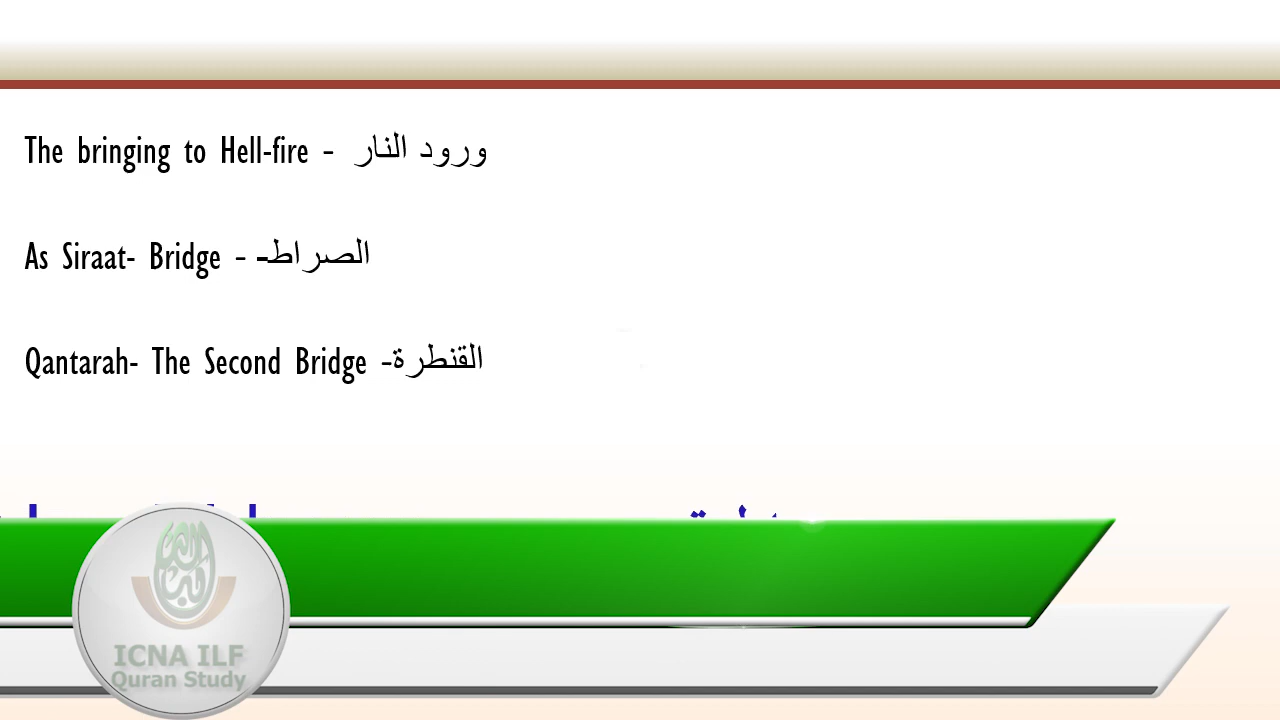 The bringing to Hell-fire - ورود النار
As Siraat- Bridge - -الصراط
Qantarah- The Second Bridge -القنطرة
ICNA ILF
Quran Study